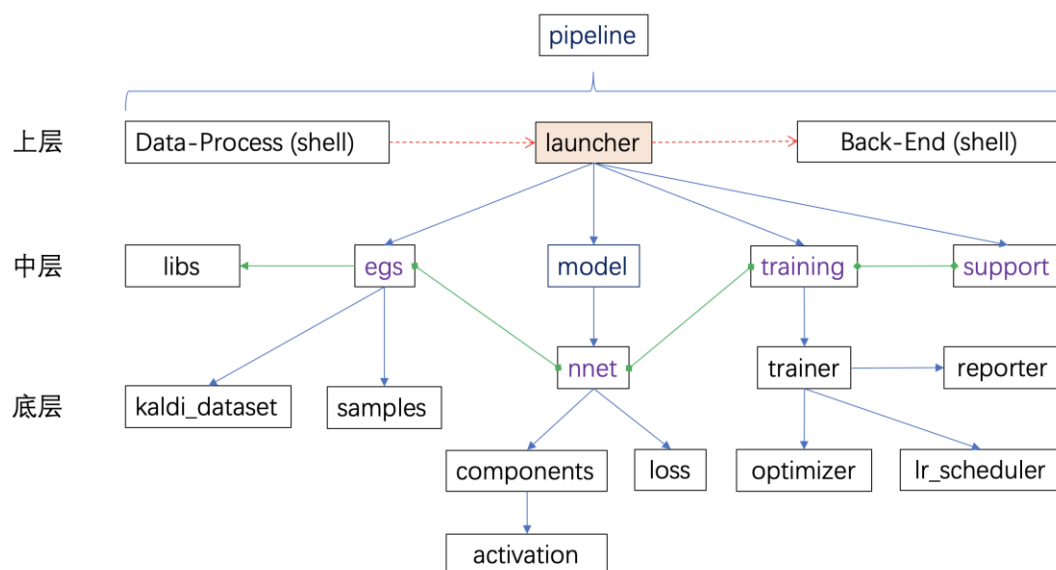 pipeline
上层
Data-Process (shell)
launcher
Back-End (shell)
中层
libs
egs
model
training
support
nnet
trainer
reporter
底层
kaldi_dataset
samples
components
loss
optimizer
lr_scheduler
activation